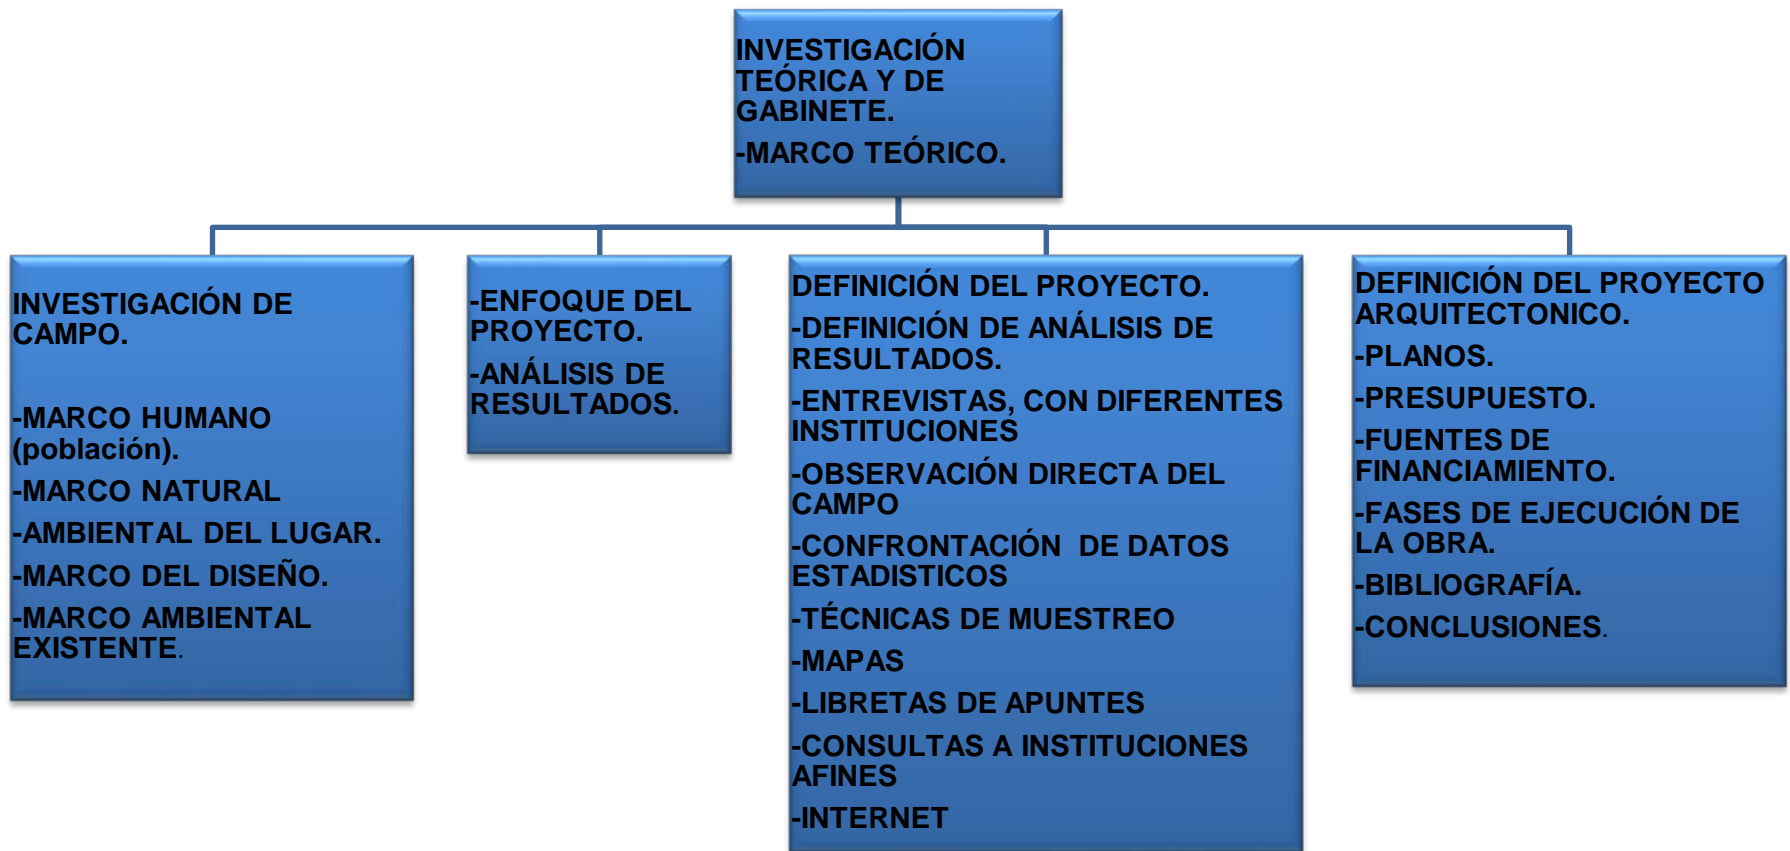 INVESTIGACIÓN
TEÓRICA Y DE
GABINETE.
-MARCO TEÓRICO.
INVESTIGACIÓN DE
CAMPO.
-MARCO HUMANO
(población).
-MARCO NATURAL
-AMBIENTAL DEL LUGAR.
-MARCO DEL DISEÑO.
-MARCO AMBIENTAL
EXISTENTE.
-ENFOQUE DEL
PROYECTO.
-ANÁLISIS DE
RESULTADOS.
DEFINICIÓN DEL PROYECTO.
-DEFINICIÓN DE ANÁLISIS DE
RESULTADOS.
-ENTREVISTAS, CON DIFERENTES
INSTITUCIONES
-OBSERVACIÓN DIRECTA DEL
CAMPO
-CONFRONTACIÓN  DE DATOS
ESTADISTICOS
-TÉCNICAS DE MUESTREO
-MAPAS
-LIBRETAS DE APUNTES
-CONSULTAS A INSTITUCIONES
AFINES
-INTERNET
DEFINICIÓN DEL PROYECTO
ARQUITECTONICO.
-PLANOS.
-PRESUPUESTO.
-FUENTES DE
FINANCIAMIENTO.
-FASES DE EJECUCIÓN DE
LA OBRA.
-BIBLIOGRAFÍA.
-CONCLUSIONES.